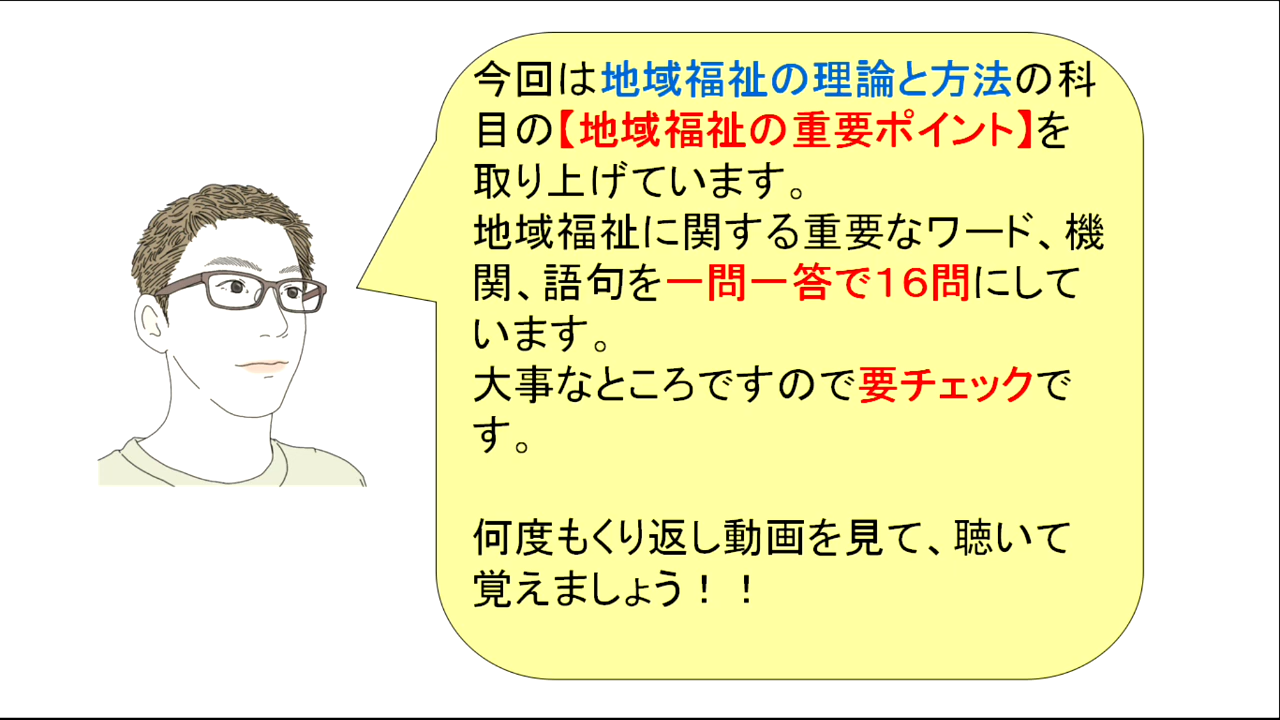 今回は地域福祉の理論と方法の科
目の【地域福祉の重要ポイント】を
取り上げています。
地域福祉に関する重要なワード、機
関、語句を一問一答で１６問にして
います。
大事なところですので要チェックで
す。
何度もくり返し動画を見て、聴いて
覚えましょう！！